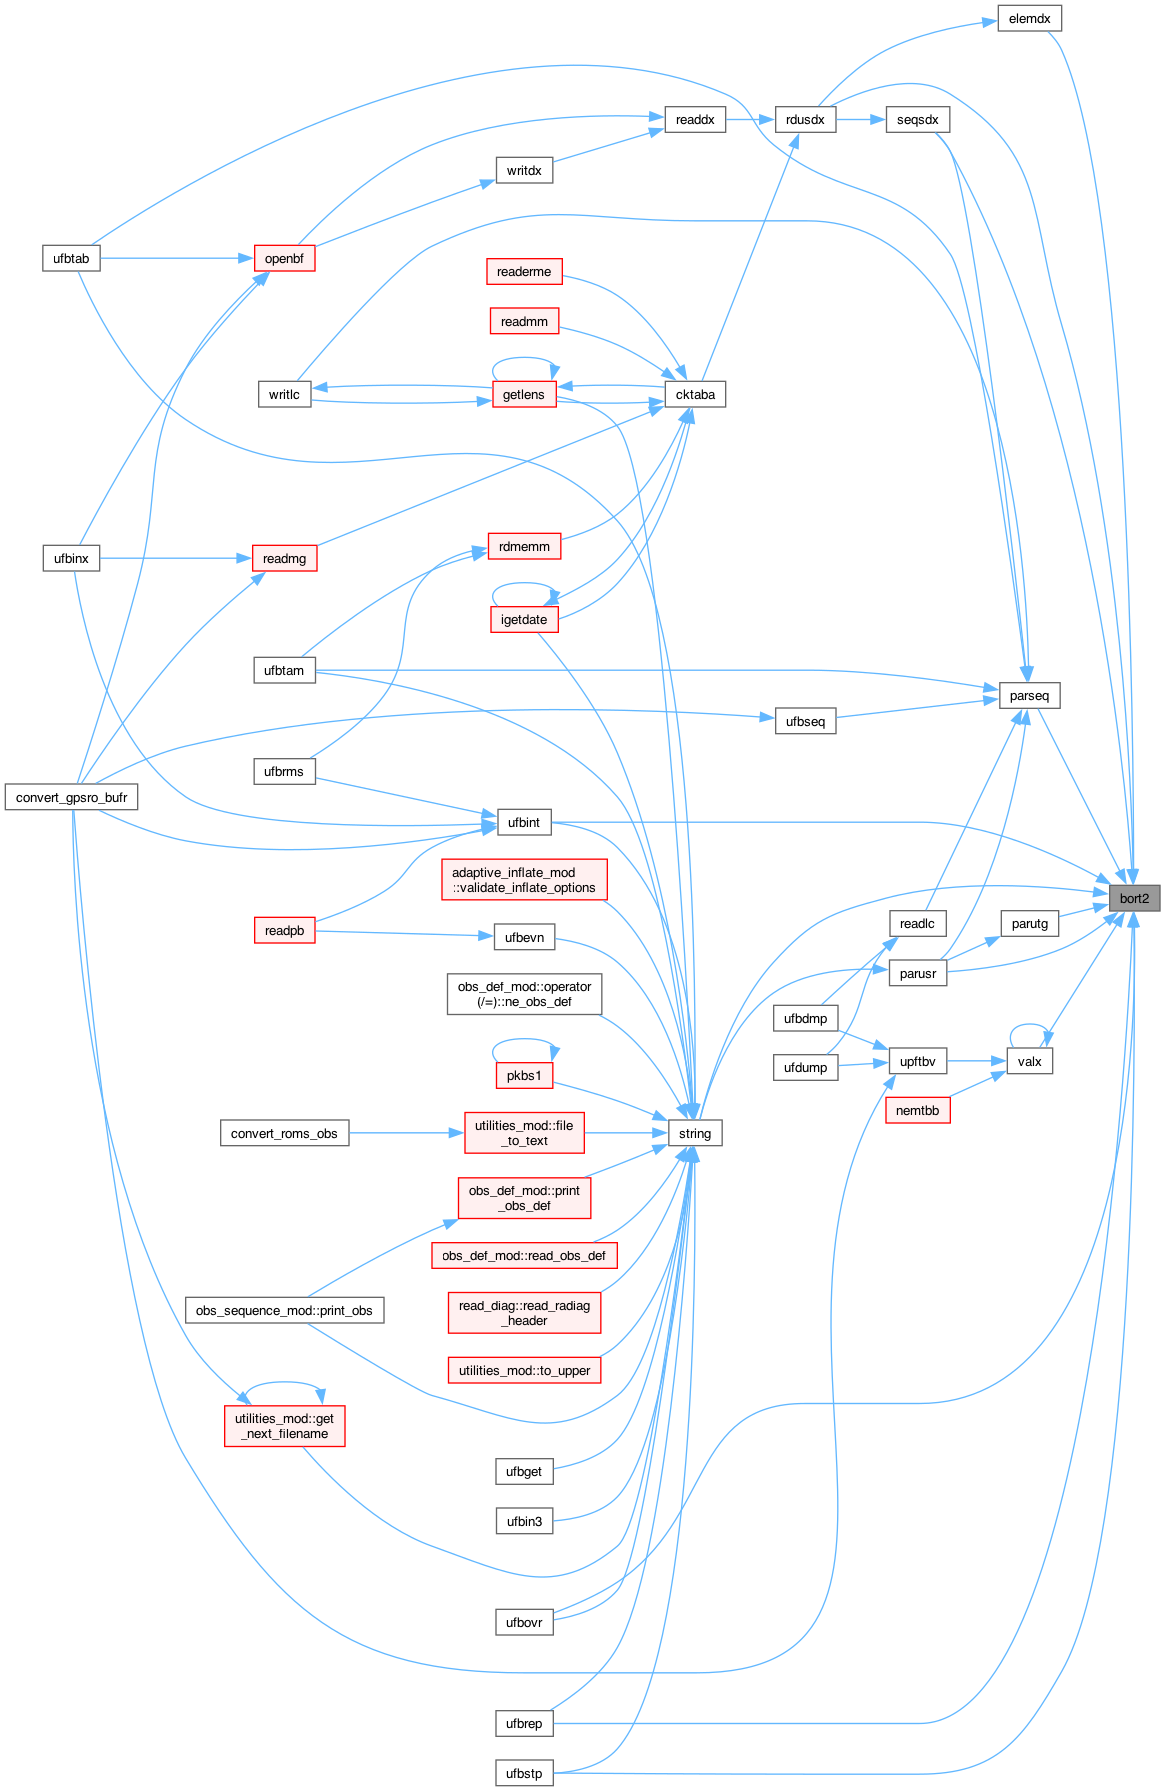 elemdx
readdx
rdusdx
seqsdx
writdx
ufbtab
openbf
readerme
readmm
writlc
getlens
cktaba
ufbinx
readmg
rdmemm
igetdate
ufbtam
parseq
ufbseq
ufbrms
convert_gpsro_bufr
ufbint
adaptive_inflate_mod
::validate_inflate_options
bort2
readpb
ufbevn
readlc
parutg
parusr
obs_def_mod::operator
(/=)::ne_obs_def
ufbdmp
pkbs1
ufdump
upftbv
valx
nemtbb
convert_roms_obs
utilities_mod::file
_to_text
string
obs_def_mod::print
_obs_def
obs_def_mod::read_obs_def
obs_sequence_mod::print_obs
read_diag::read_radiag
_header
utilities_mod::to_upper
utilities_mod::get
_next_filename
ufbget
ufbin3
ufbovr
ufbrep
ufbstp